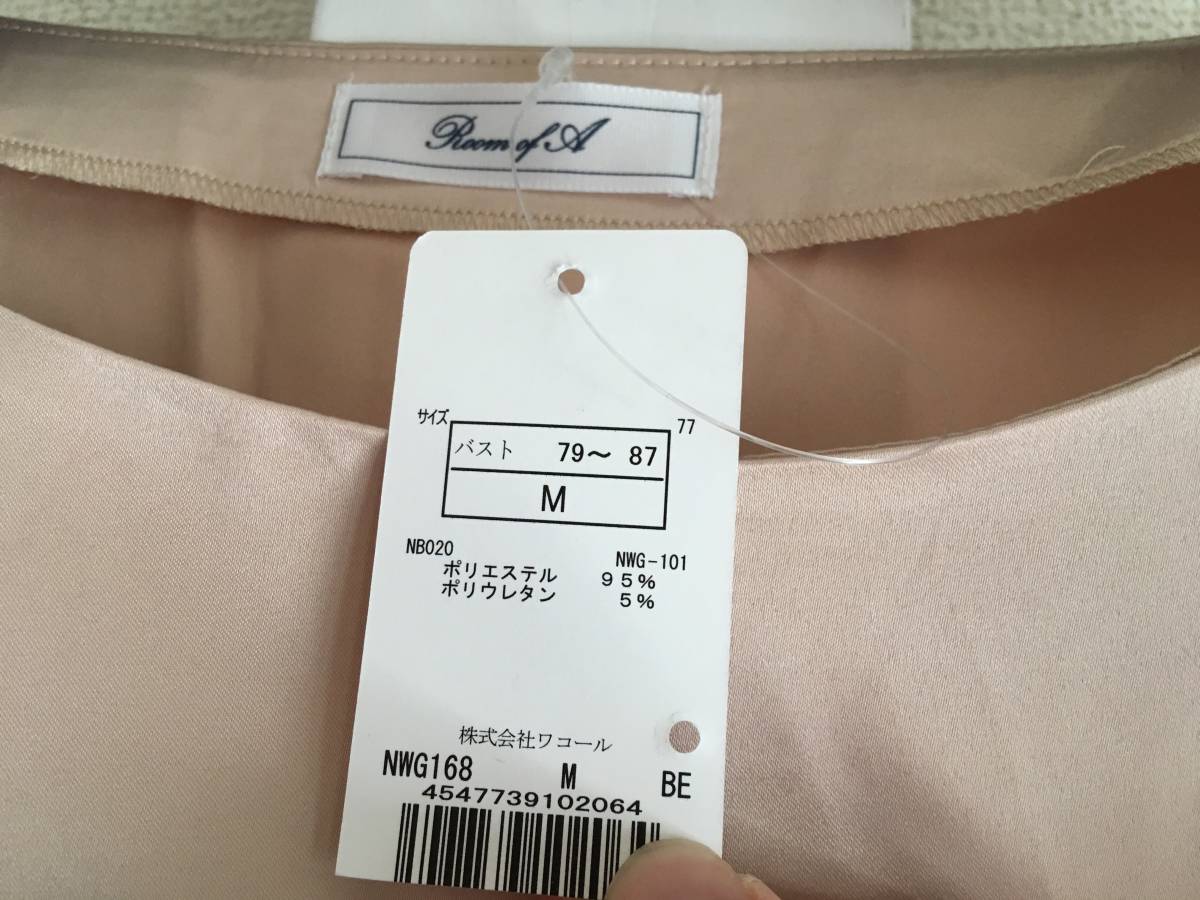 Room of A
サイズ
77
バスト 79～ 87
M
NB020 NWG-101
ポリエステル 95%
ポリウレタン 5%
株式会社ワコール
NWG168 M BE
4547739102064